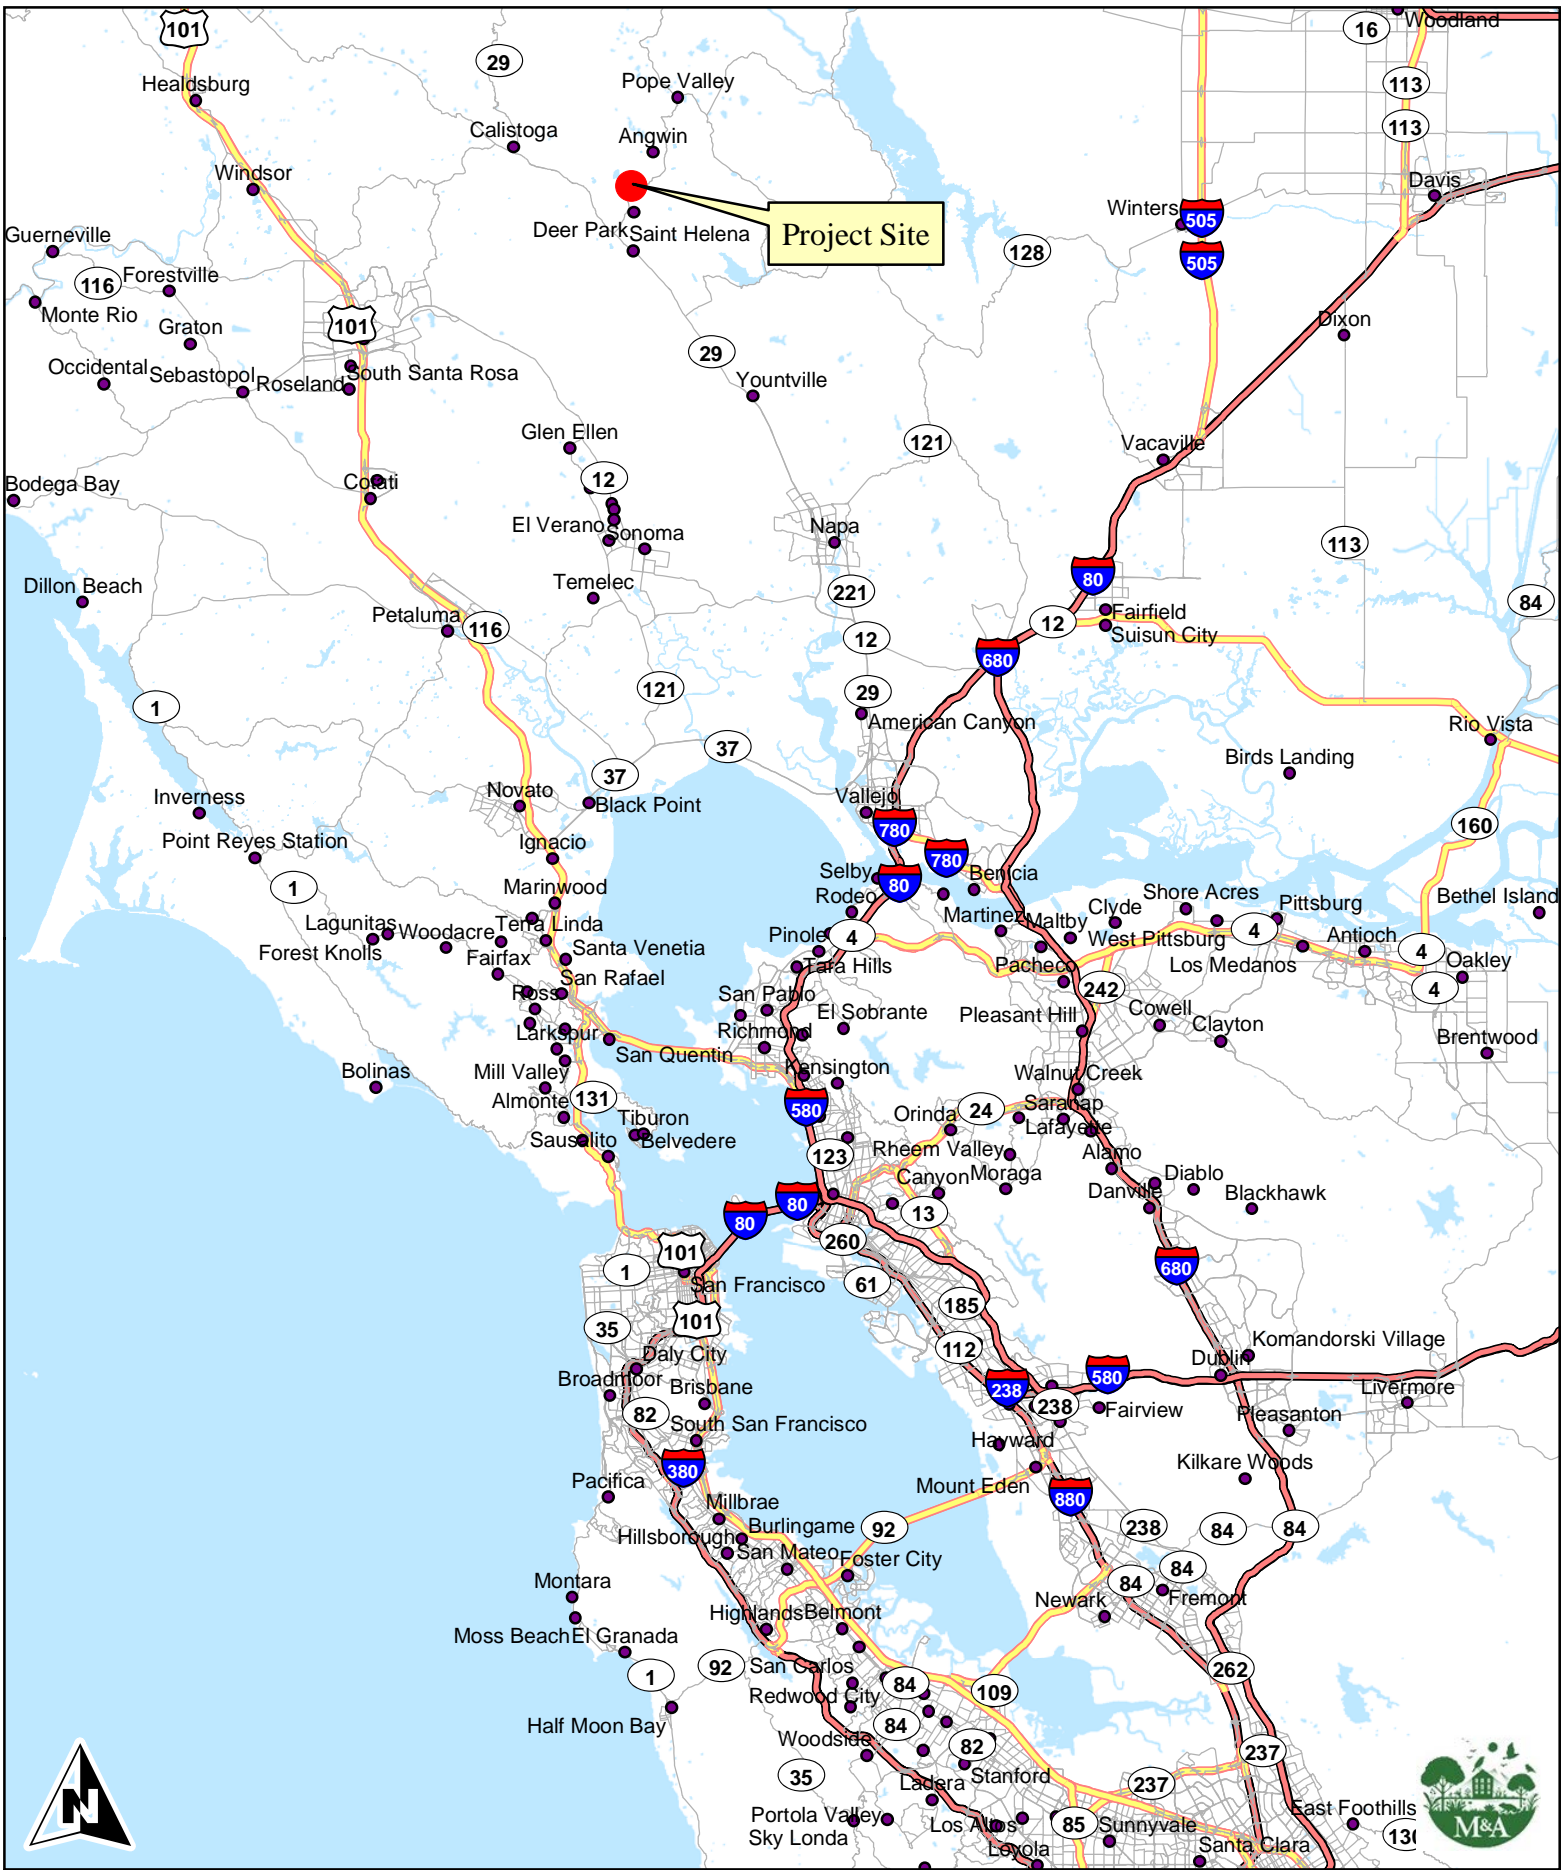 101
16
Woodland
29
Pope Valley
Healdsburg
113
Calistoga
Angwin
113
Windsor
Davis
Deer Park
Saint Helena
Project Site
Winters
505
505
Guerneville
128
116
Forestville
Monte Rio
Graton
101
Dixon
29
Occidental
Sebastopol
Roseland
South Santa Rosa
Yountville
Glen Ellen
121
Vacaville
12
Cotati
Bodega Bay
El Verano
Sonoma
Napa
113
Dillon Beach
Temelec
80
221
84
Petaluma
116
12
12
Fairfield
Suisun City
680
121
29
1
American Canyon
Rio Vista
37
37
Birds Landing
Novato
Black Point
Vallejo
Inverness
780
160
Point Reyes Station
Ignacio
780
Selby
80
Benicia
1
Marinwood
Rodeo
Shore Acres
Bethel Island
Martinez
Maltby
Clyde
Pittsburg
Lagunitas
Woodacre
Terra Linda
Pinole
4
West Pittsburg
4
Antioch
4
Forest Knolls
Fairfax
Santa Venetia
Tara Hills
Pacheco
Los Medanos
Oakley
San Rafael
242
4
Ross
San Pablo
El Sobrante
Pleasant Hill
Cowell
Clayton
Larkspur
Richmond
Brentwood
San Quentin
Bolinas
Mill Valley
Kensington
Walnut Creek
Almonte
131
580
Orinda
24
Saranap
Tiburon
Lafayette
Sausalito
Belvedere
123
Rheem Valley
Alamo
Canyon
Moraga
Danville
Diablo
Blackhawk
80
80
13
101
260
680
1
San Francisco
61
185
35
101
112
Komandorski Village
Daly City
Dublin
580
Broadmoor
Brisbane
238
238
Fairview
Livermore
82
South San Francisco
Pleasanton
Hayward
380
Kilkare Woods
Pacifica
Mount Eden
880
Millbrae
Burlingame
92
238
84
84
Hillsborough
San Mateo
Foster City
84
Montara
84
Fremont
Newark
Highlands
Belmont
Moss Beach
El Granada
92
San Carlos
262
1
84
Redwood City
109
Half Moon Bay
84
Woodside
82
237
35
Ladera
Stanford
237
N
Portola Valley
Los Altos
85
Sunnyvale
East Foothills
Sky Londa
Loyola
Santa Clara
M&A